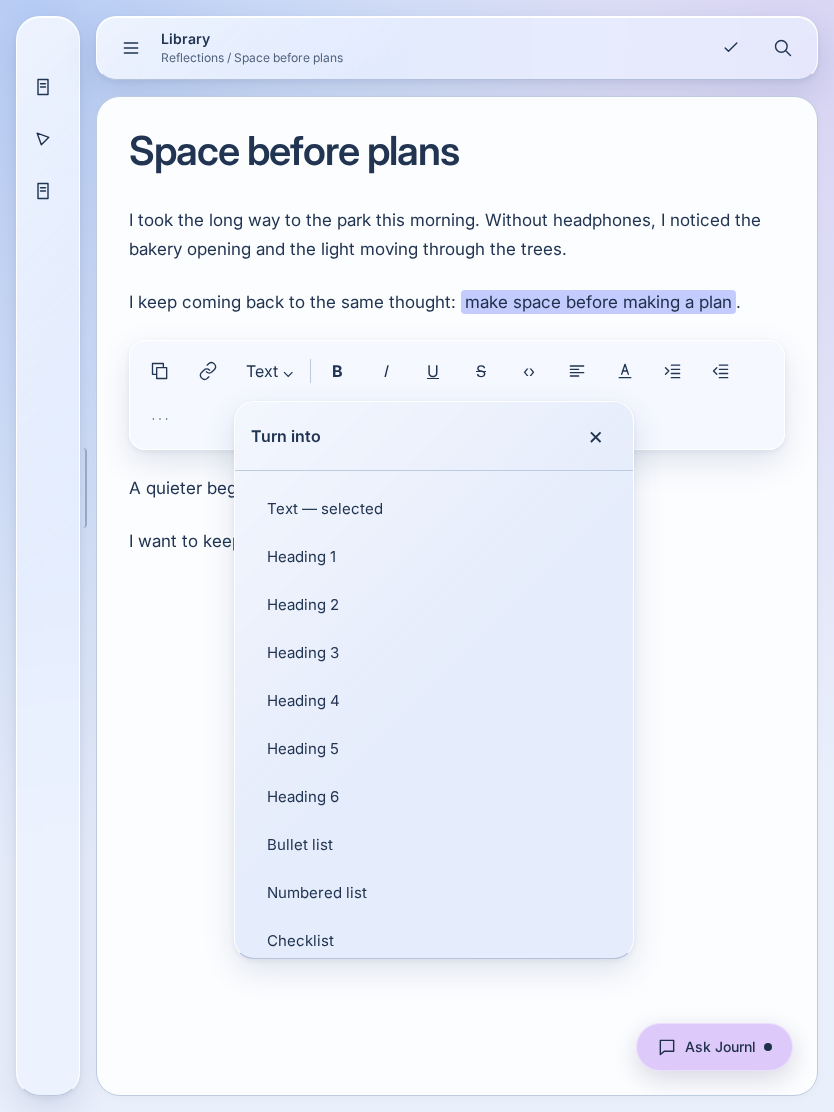 Library
Reflections / Space before plans
Space before plans
I took the long way to the park this morning. Without headphones, I noticed the
bakery opening and the light moving through the trees.
I keep coming back to the same thought: make space before making a plan.
Text
B I U S A
...
Turn into
A quieter
Text — selected
I want to
Heading 1
Heading 2
Heading 3
Heading 4
Heading 5
Heading 6
Bullet list
Numbered list
Checklist
Ask Journl